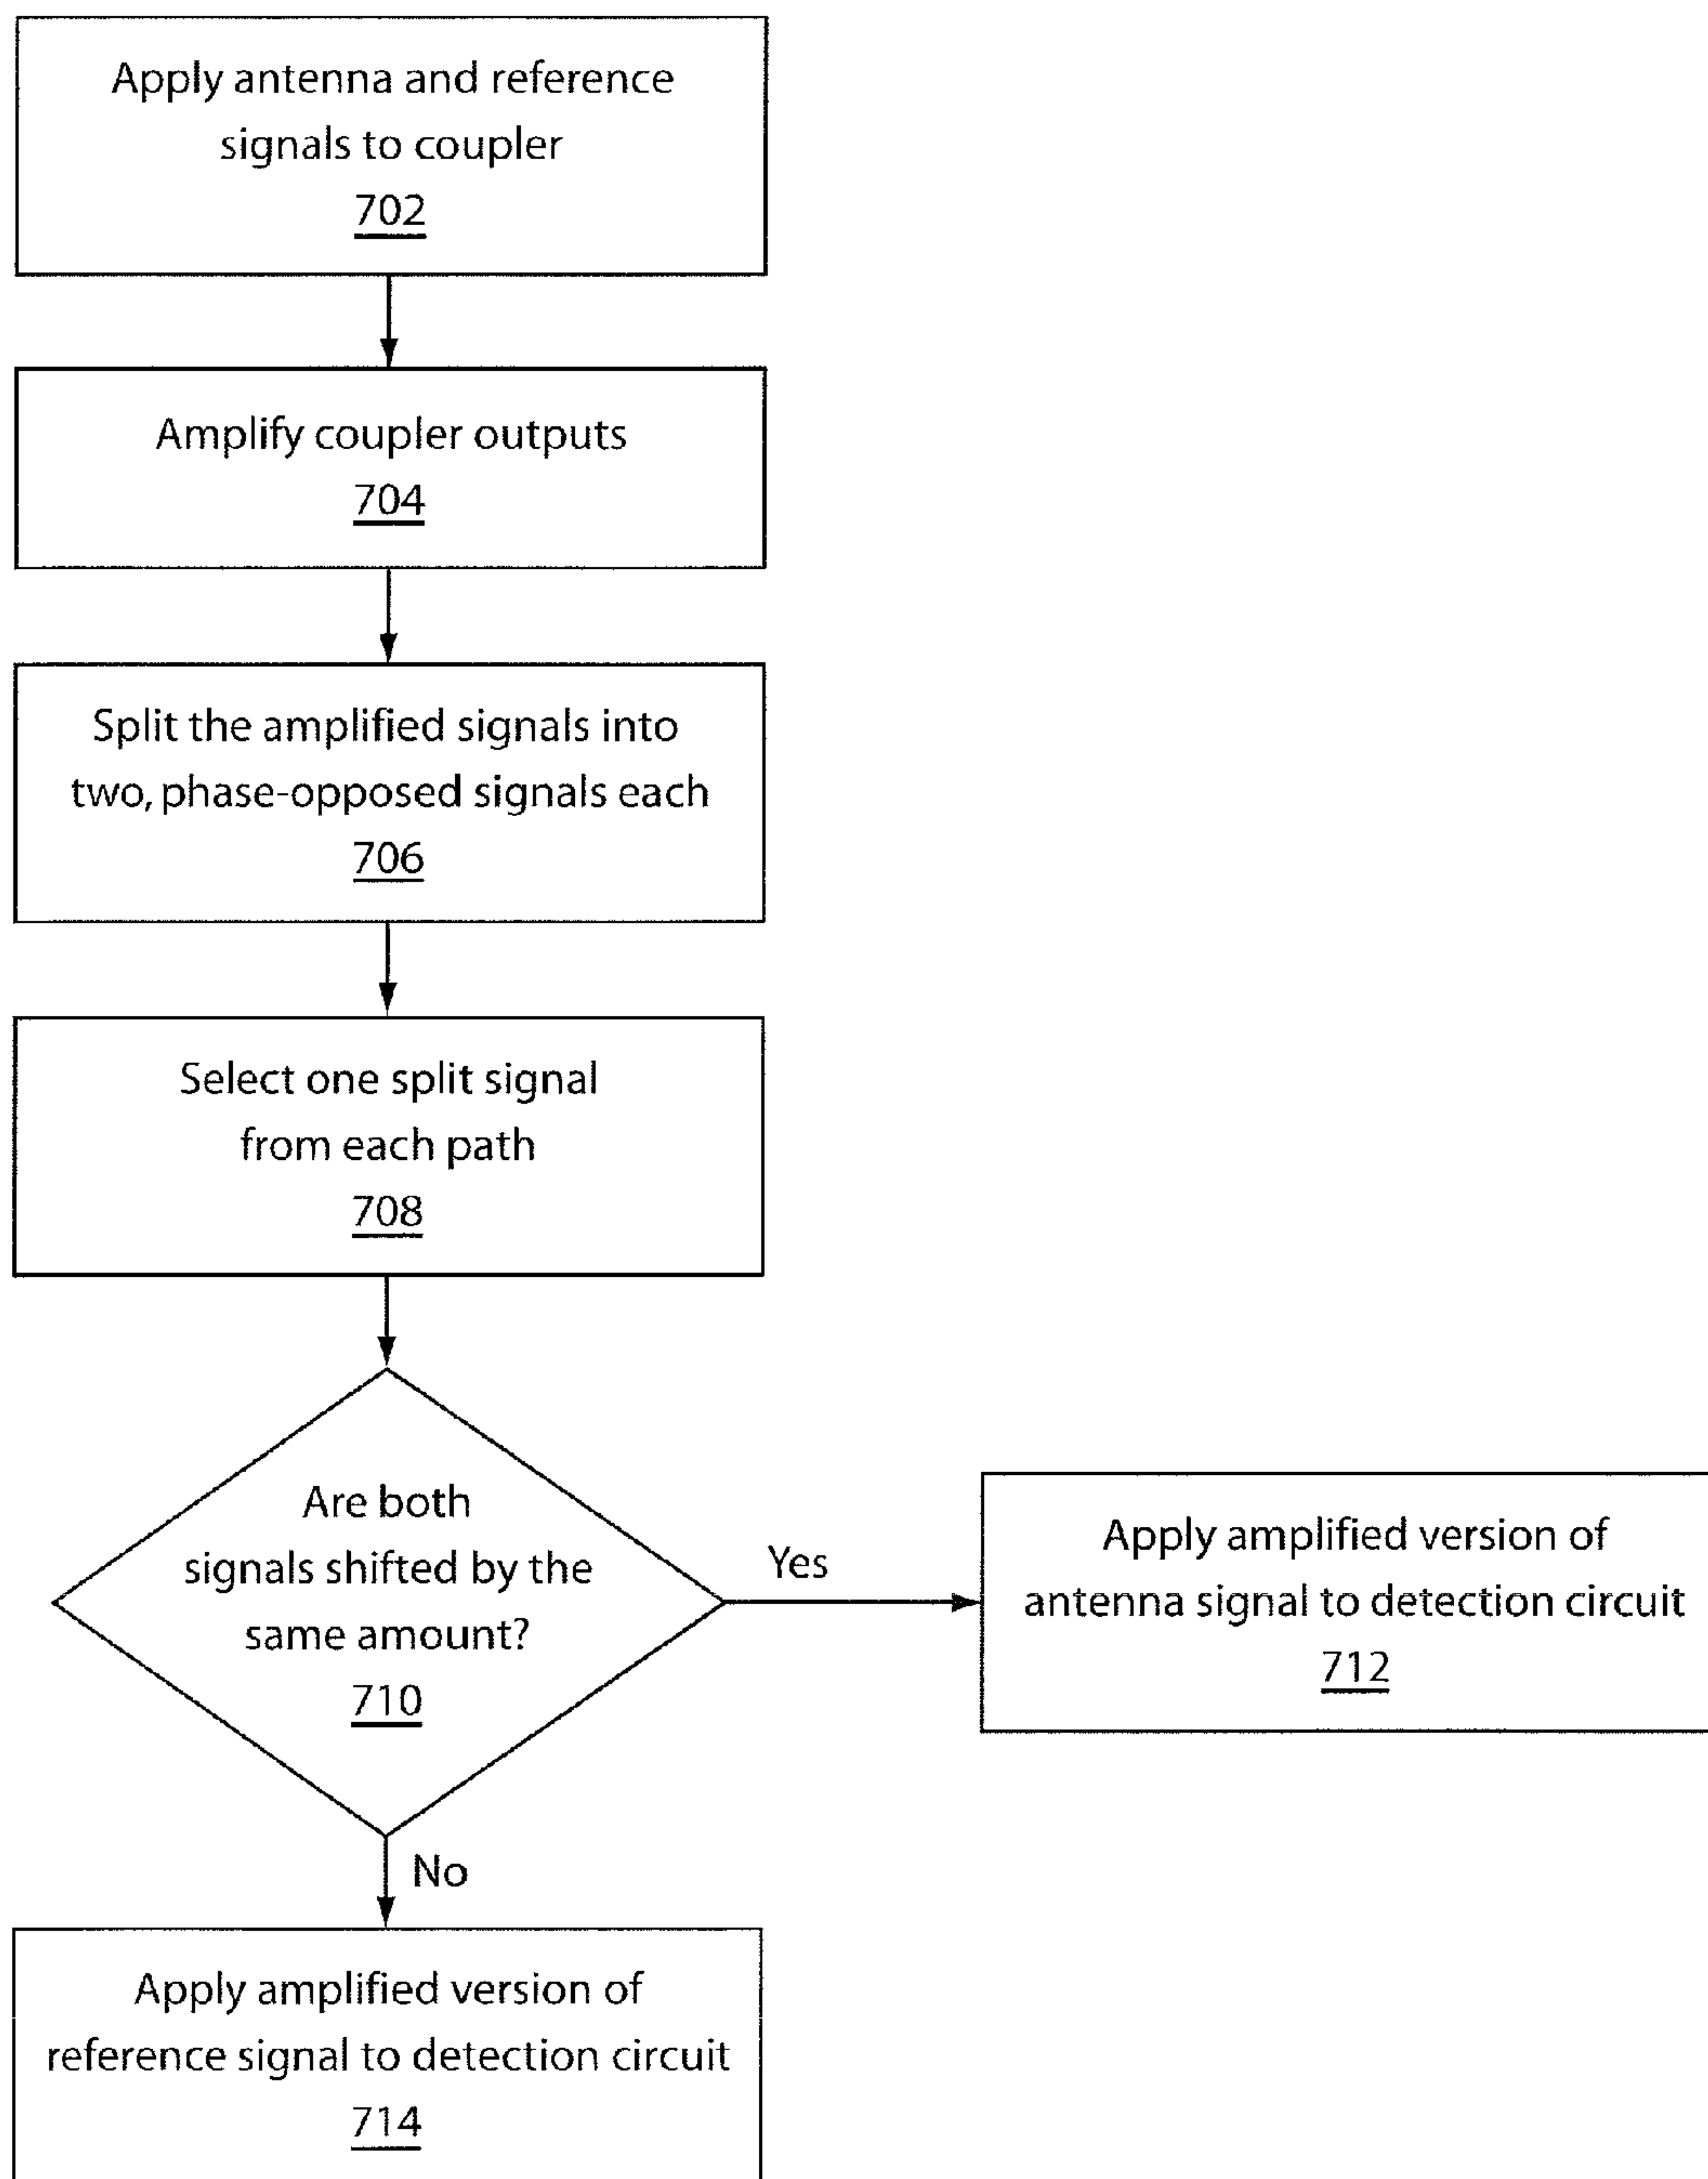 Apply antenna and reference
signals to coupler
702
Amplify coupler outputs
704
Split the amplified signals into
two, phase-opposed signals each
706
Select one split signal
from each path
708
Are both
signals shifted by the
same amount?
710
Yes
Apply amplified version of
antenna signal to detection circuit
712
No
Apply amplified version of
reference signal to detection circuit
714